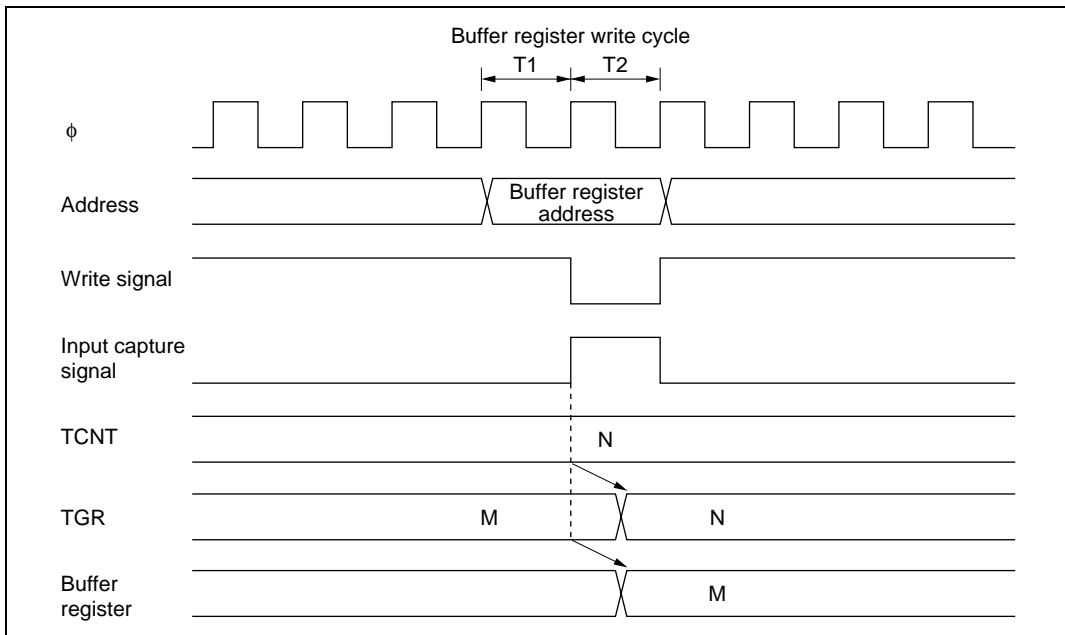 Buffer register write cycle
T1 T2
ϕ
Address
Buffer register
address
Write signal
Input capture
signal
TCNT
N
TGR
M N
Buffer
register
M